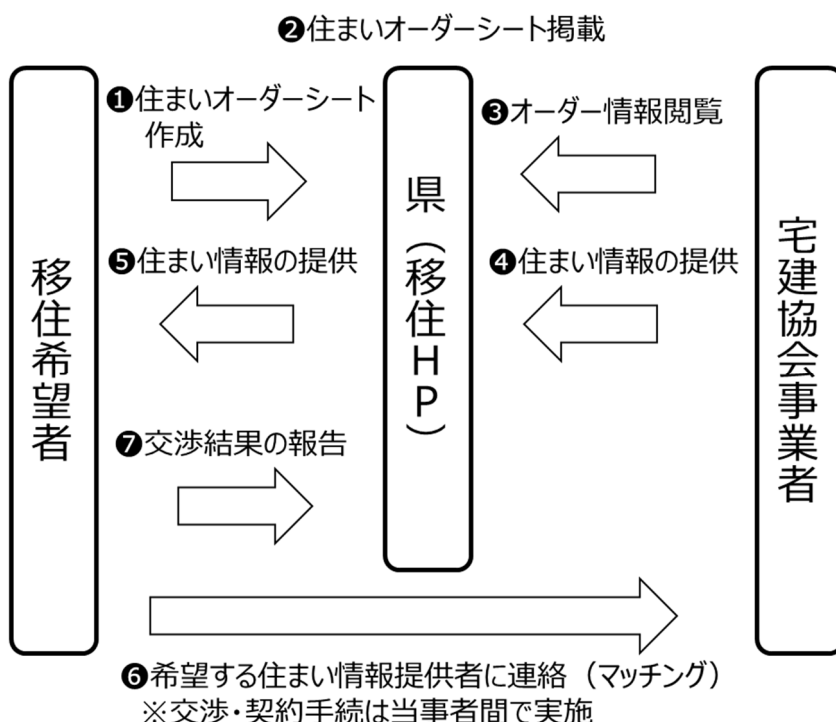 ❷住まいオーダーシート掲載
❶住まいオーダーシート
作成
❸オーダー情報閲覧
❺住まい情報の提供
❹住まい情報の提供
❼交渉結果の報告
移住希望者
県（移住HP）
宅建協会事業者
❻希望する住まい情報提供者に連絡（マッチング）
※交渉・契約手続は当事者間で実施